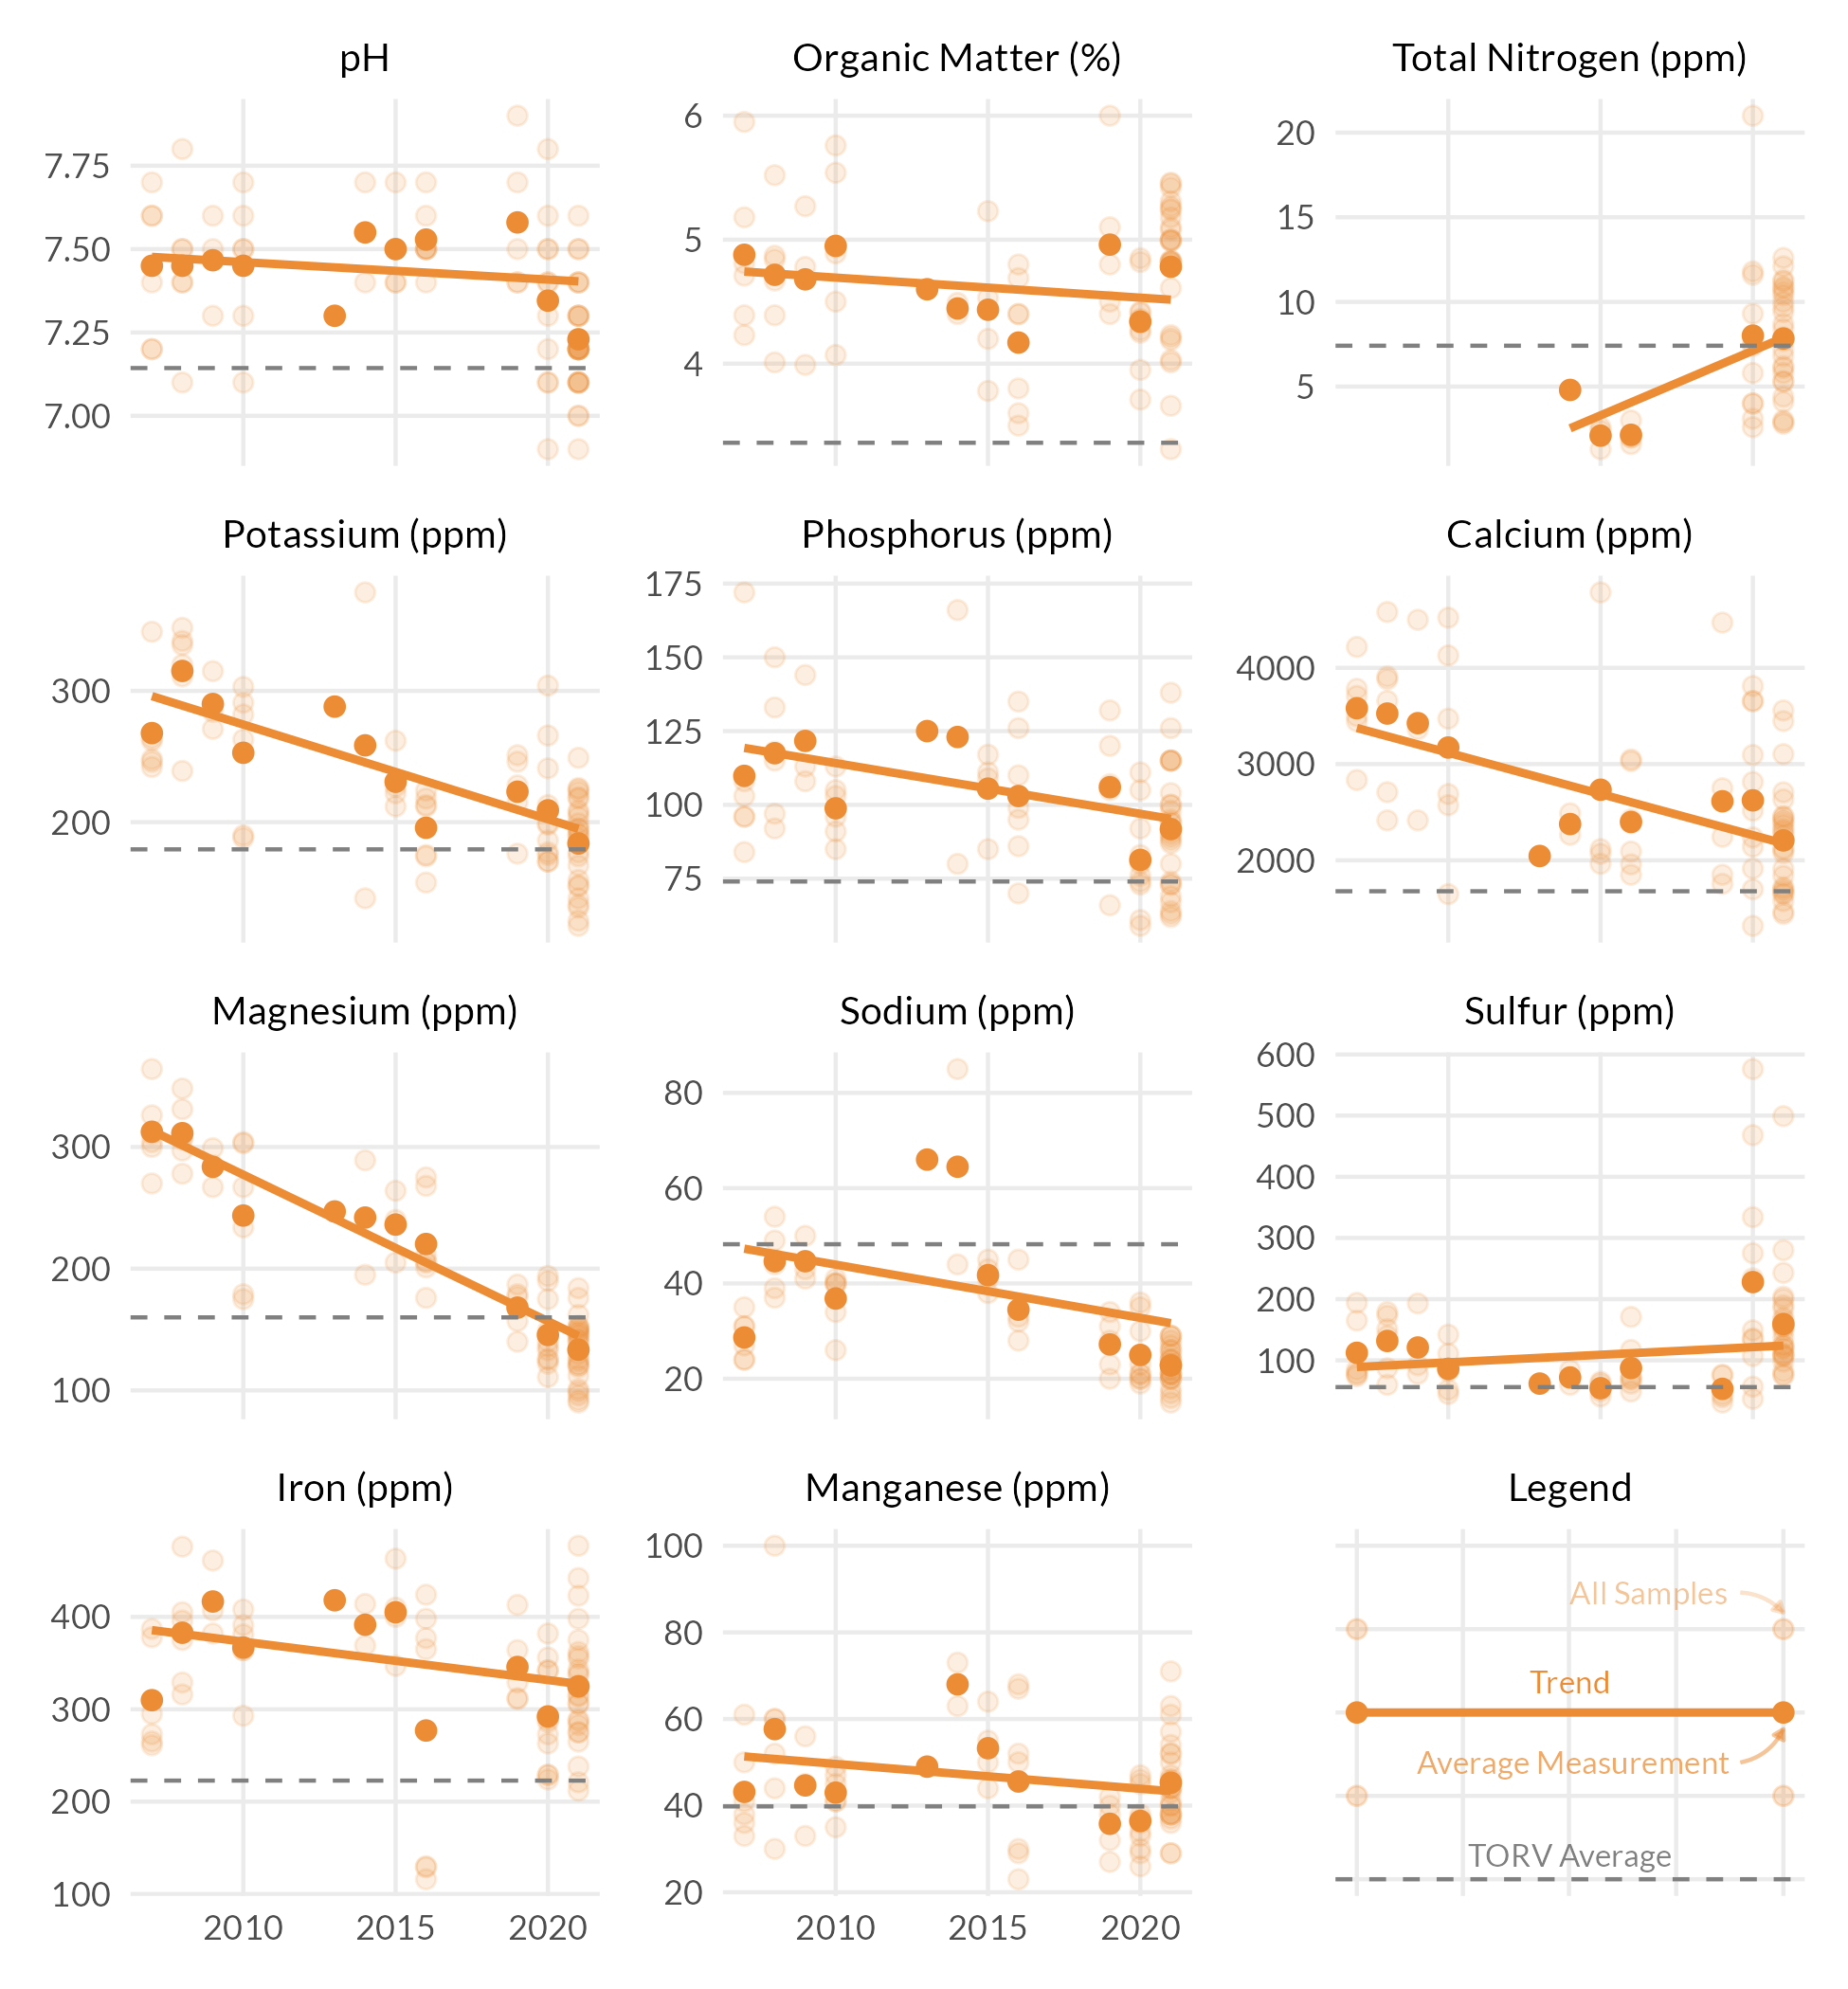 pH
Organic Matter (%)
Total Nitrogen (ppm)
7.75
7.50
7.25
7.00
6
5
4
20
15
10
5
Potassium (ppm)
Phosphorus (ppm)
Calcium (ppm)
300
200
175
150
125
100
75
4000
3000
2000
Magnesium (ppm)
Sodium (ppm)
Sulfur (ppm)
300
200
100
80
60
40
20
600
500
400
300
200
100
Iron (ppm)
Manganese (ppm)
Legend
400
300
200
100
100
80
60
40
20
All Samples
Trend
Average Measurement
TORV Average
2010 2015 2020
2010 2015 2020